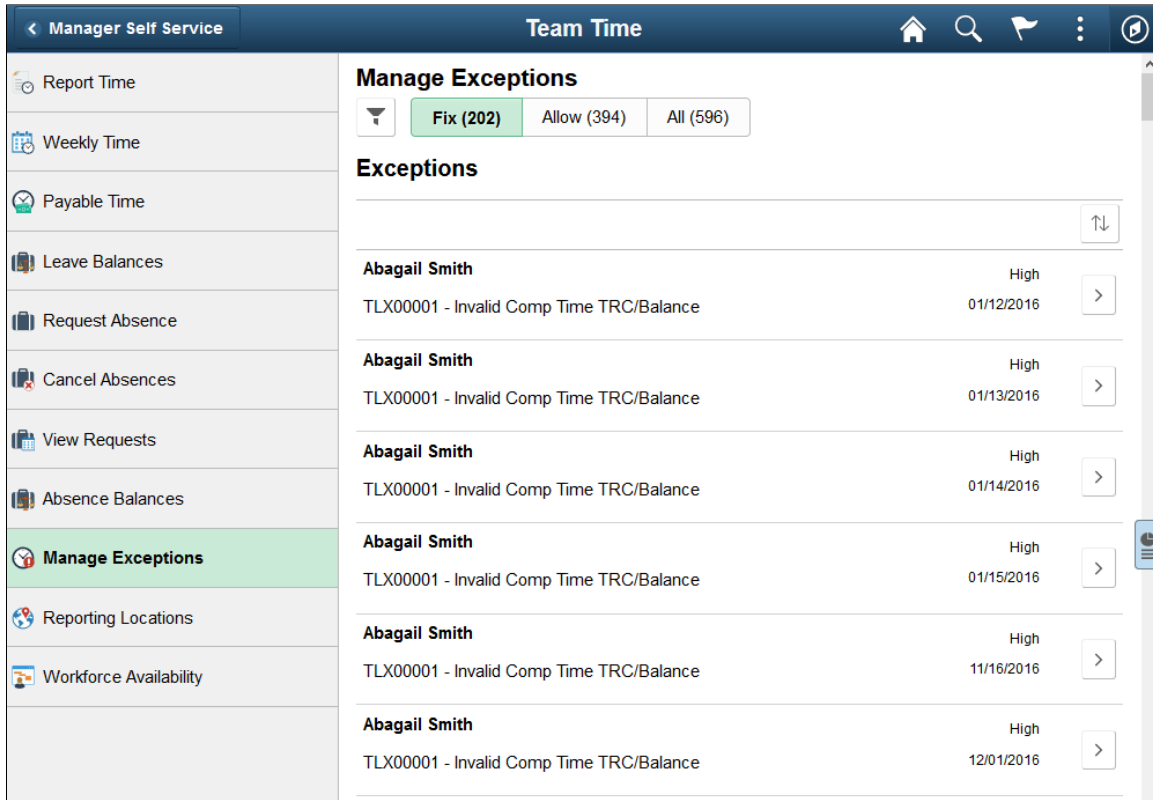 Manager Self Service
Team Time
Report Time
Weekly Time
Payable Time
Leave Balances
Request Absence
Cancel Absences
View Requests
Absence Balances
Manage Exceptions
Reporting Locations
Workforce Availability
Manage Exceptions
Fix (202) Allow (394) All (596)
Exceptions
Abagail Smith
High
TLX00001 - Invalid Comp Time TRC/Balance
01/12/2016
Abagail Smith
High
TLX00001 - Invalid Comp Time TRC/Balance
01/13/2016
Abagail Smith
High
TLX00001 - Invalid Comp Time TRC/Balance
01/14/2016
Abagail Smith
High
TLX00001 - Invalid Comp Time TRC/Balance
01/15/2016
Abagail Smith
High
TLX00001 - Invalid Comp Time TRC/Balance
11/16/2016
Abagail Smith
High
TLX00001 - Invalid Comp Time TRC/Balance
12/01/2016